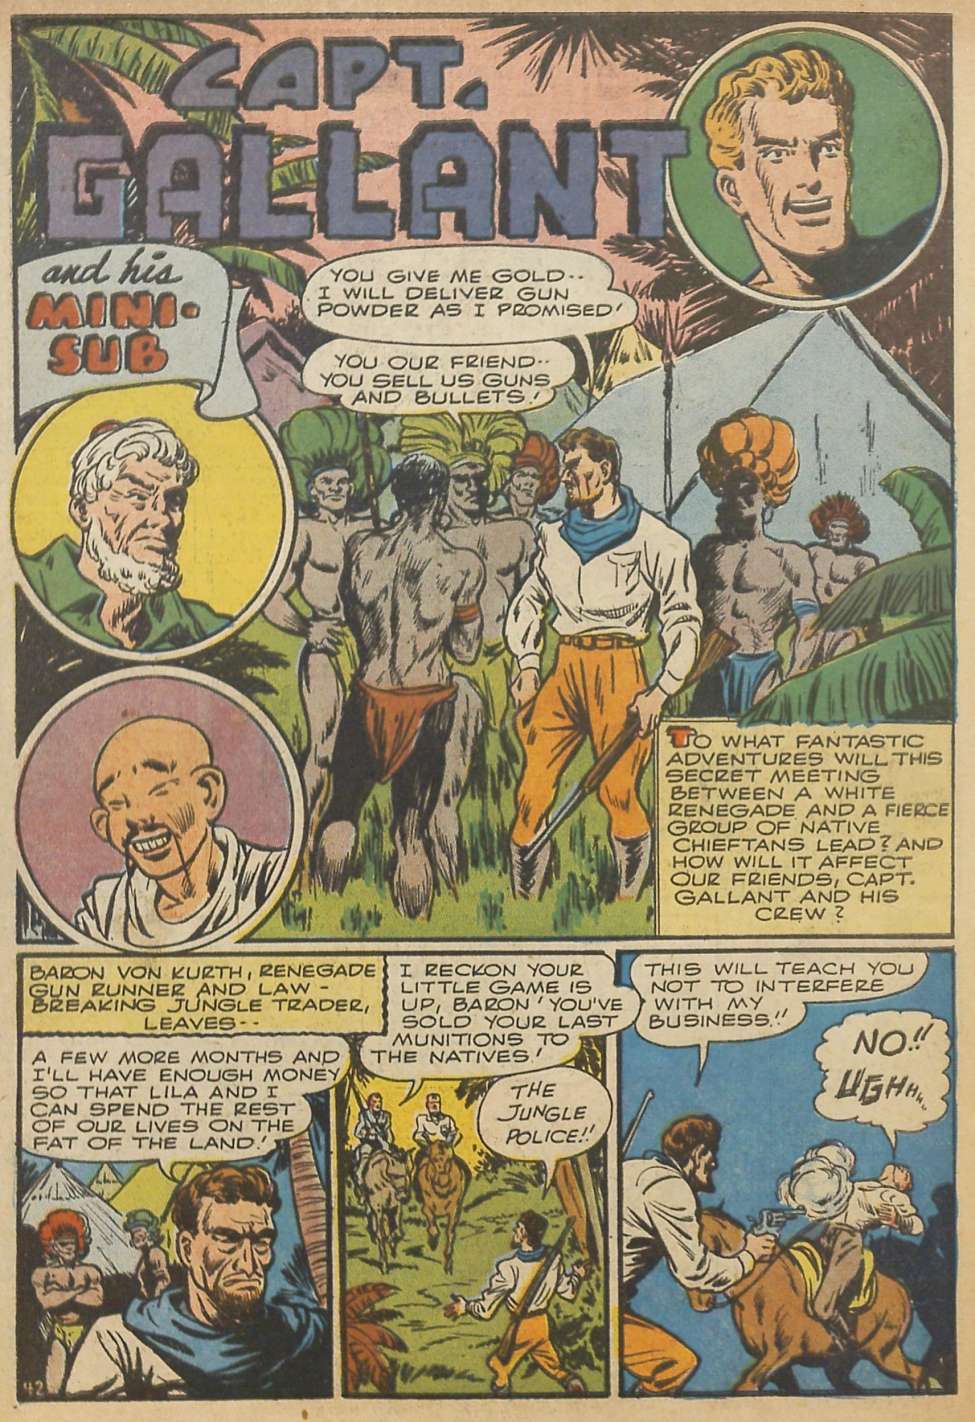 CAPT.
GALLANT
and his
MINI-
SUB
YOU GIVE ME GOLD--
I WILL DELIVER GUN
POWDER AS I PROMISED!
YOU OUR FRIEND--
YOU SELL US GUNS
AND BULLETS!
TO WHAT FANTASTIC
ADVENTURES WILL THIS
SECRET MEETING
BETWEEN A WHITE
RENEGADE AND A FIERCE
GROUP OF NATIVE
CHIEFTANS LEAD? AND
HOW WILL IT AFFECT
OUR FRIENDS, CAPT.
GALLANT AND HIS
CREW?
BARON VON KURTH, RENEGADE
GUN RUNNER AND LAW-
BREAKING JUNGLE TRADER,
LEAVES--
A FEW MORE MONTHS AND
I'LL HAVE ENOUGH MONEY
SO THAT LILA AND I
CAN SPEND THE REST
OF OUR LIVES ON THE
FAT OF THE LAND!
42
I RECKON YOUR
LITTLE GAME IS
UP, BARON! YOU'VE
SOLD YOUR LAST
MUNITIONS TO
THE NATIVES!
THE
JUNGLE
POLICE!!
THIS WILL TEACH YOU
NOT TO INTERFERE
WITH MY
BUSINESS!!
NO!!
UGHH...